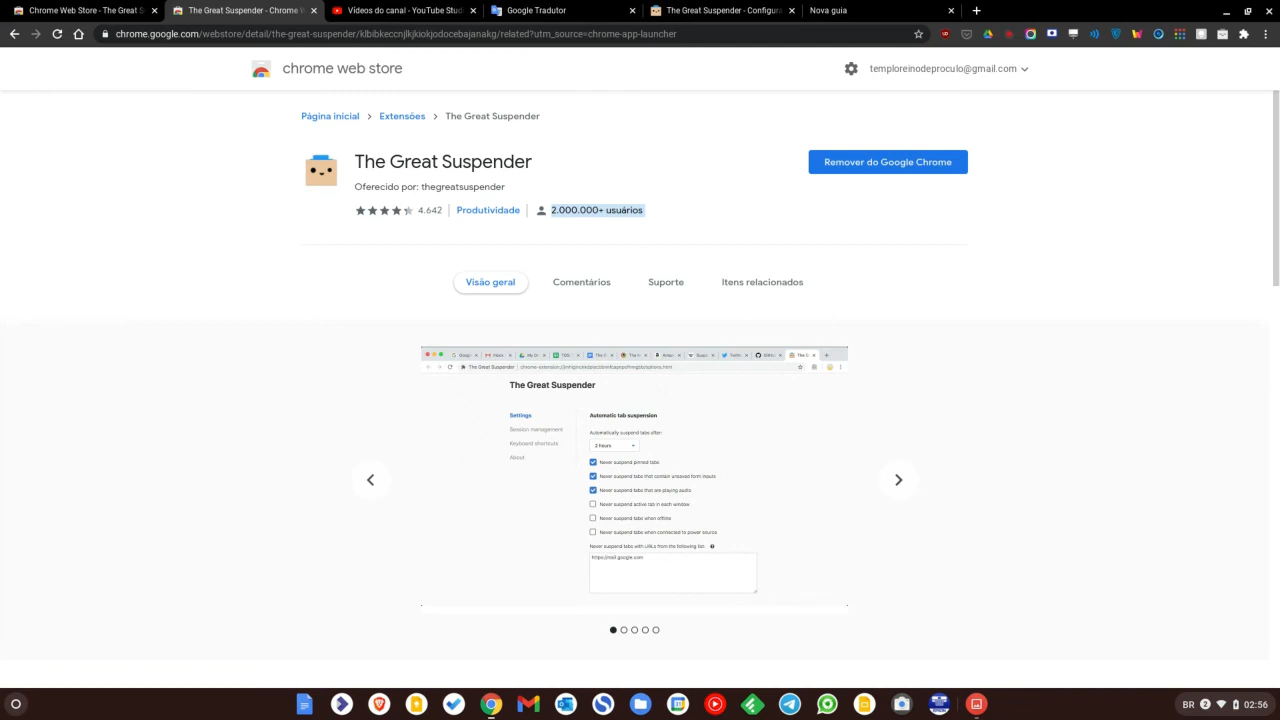 Chrome Web Store - The Great S
The Great Suspender - Chrome W
Vídeos do canal - YouTube Studi
Google Tradutor
The Great Suspender - Configura
Nova guia
chrome.google.com/webstore/detail/the-great-suspender/klbibkeccnjlkjkiokjodocebajanakg/related?utm_source=chrome-app-launcher
chrome web store
temploreinodeproculo@gmail.com
Página inicial
Extensões
The Great Suspender
The Great Suspender
Remover do Google Chrome
Oferecido por: thegreatsuspender
4.642
Produtividade
2.000.000+ usuários
Visão geral
Comentários
Suporte
Itens relacionados
The Great Suspender
The Great Suspender
Settings
Session management
Keyboard shortcuts
About
Automatic tab suspension
Automatically suspend tabs after:
2 hours
Never suspend pinned tabs
Never suspend tabs that contain unsaved form inputs
Never suspend tabs that are playing audio
Never suspend active tab in each window
Never suspend tabs when offline
Never suspend tabs when connected to power source
Never suspend tabs with URLs from the following list:
https://mail.google.com
BR
2
02:56